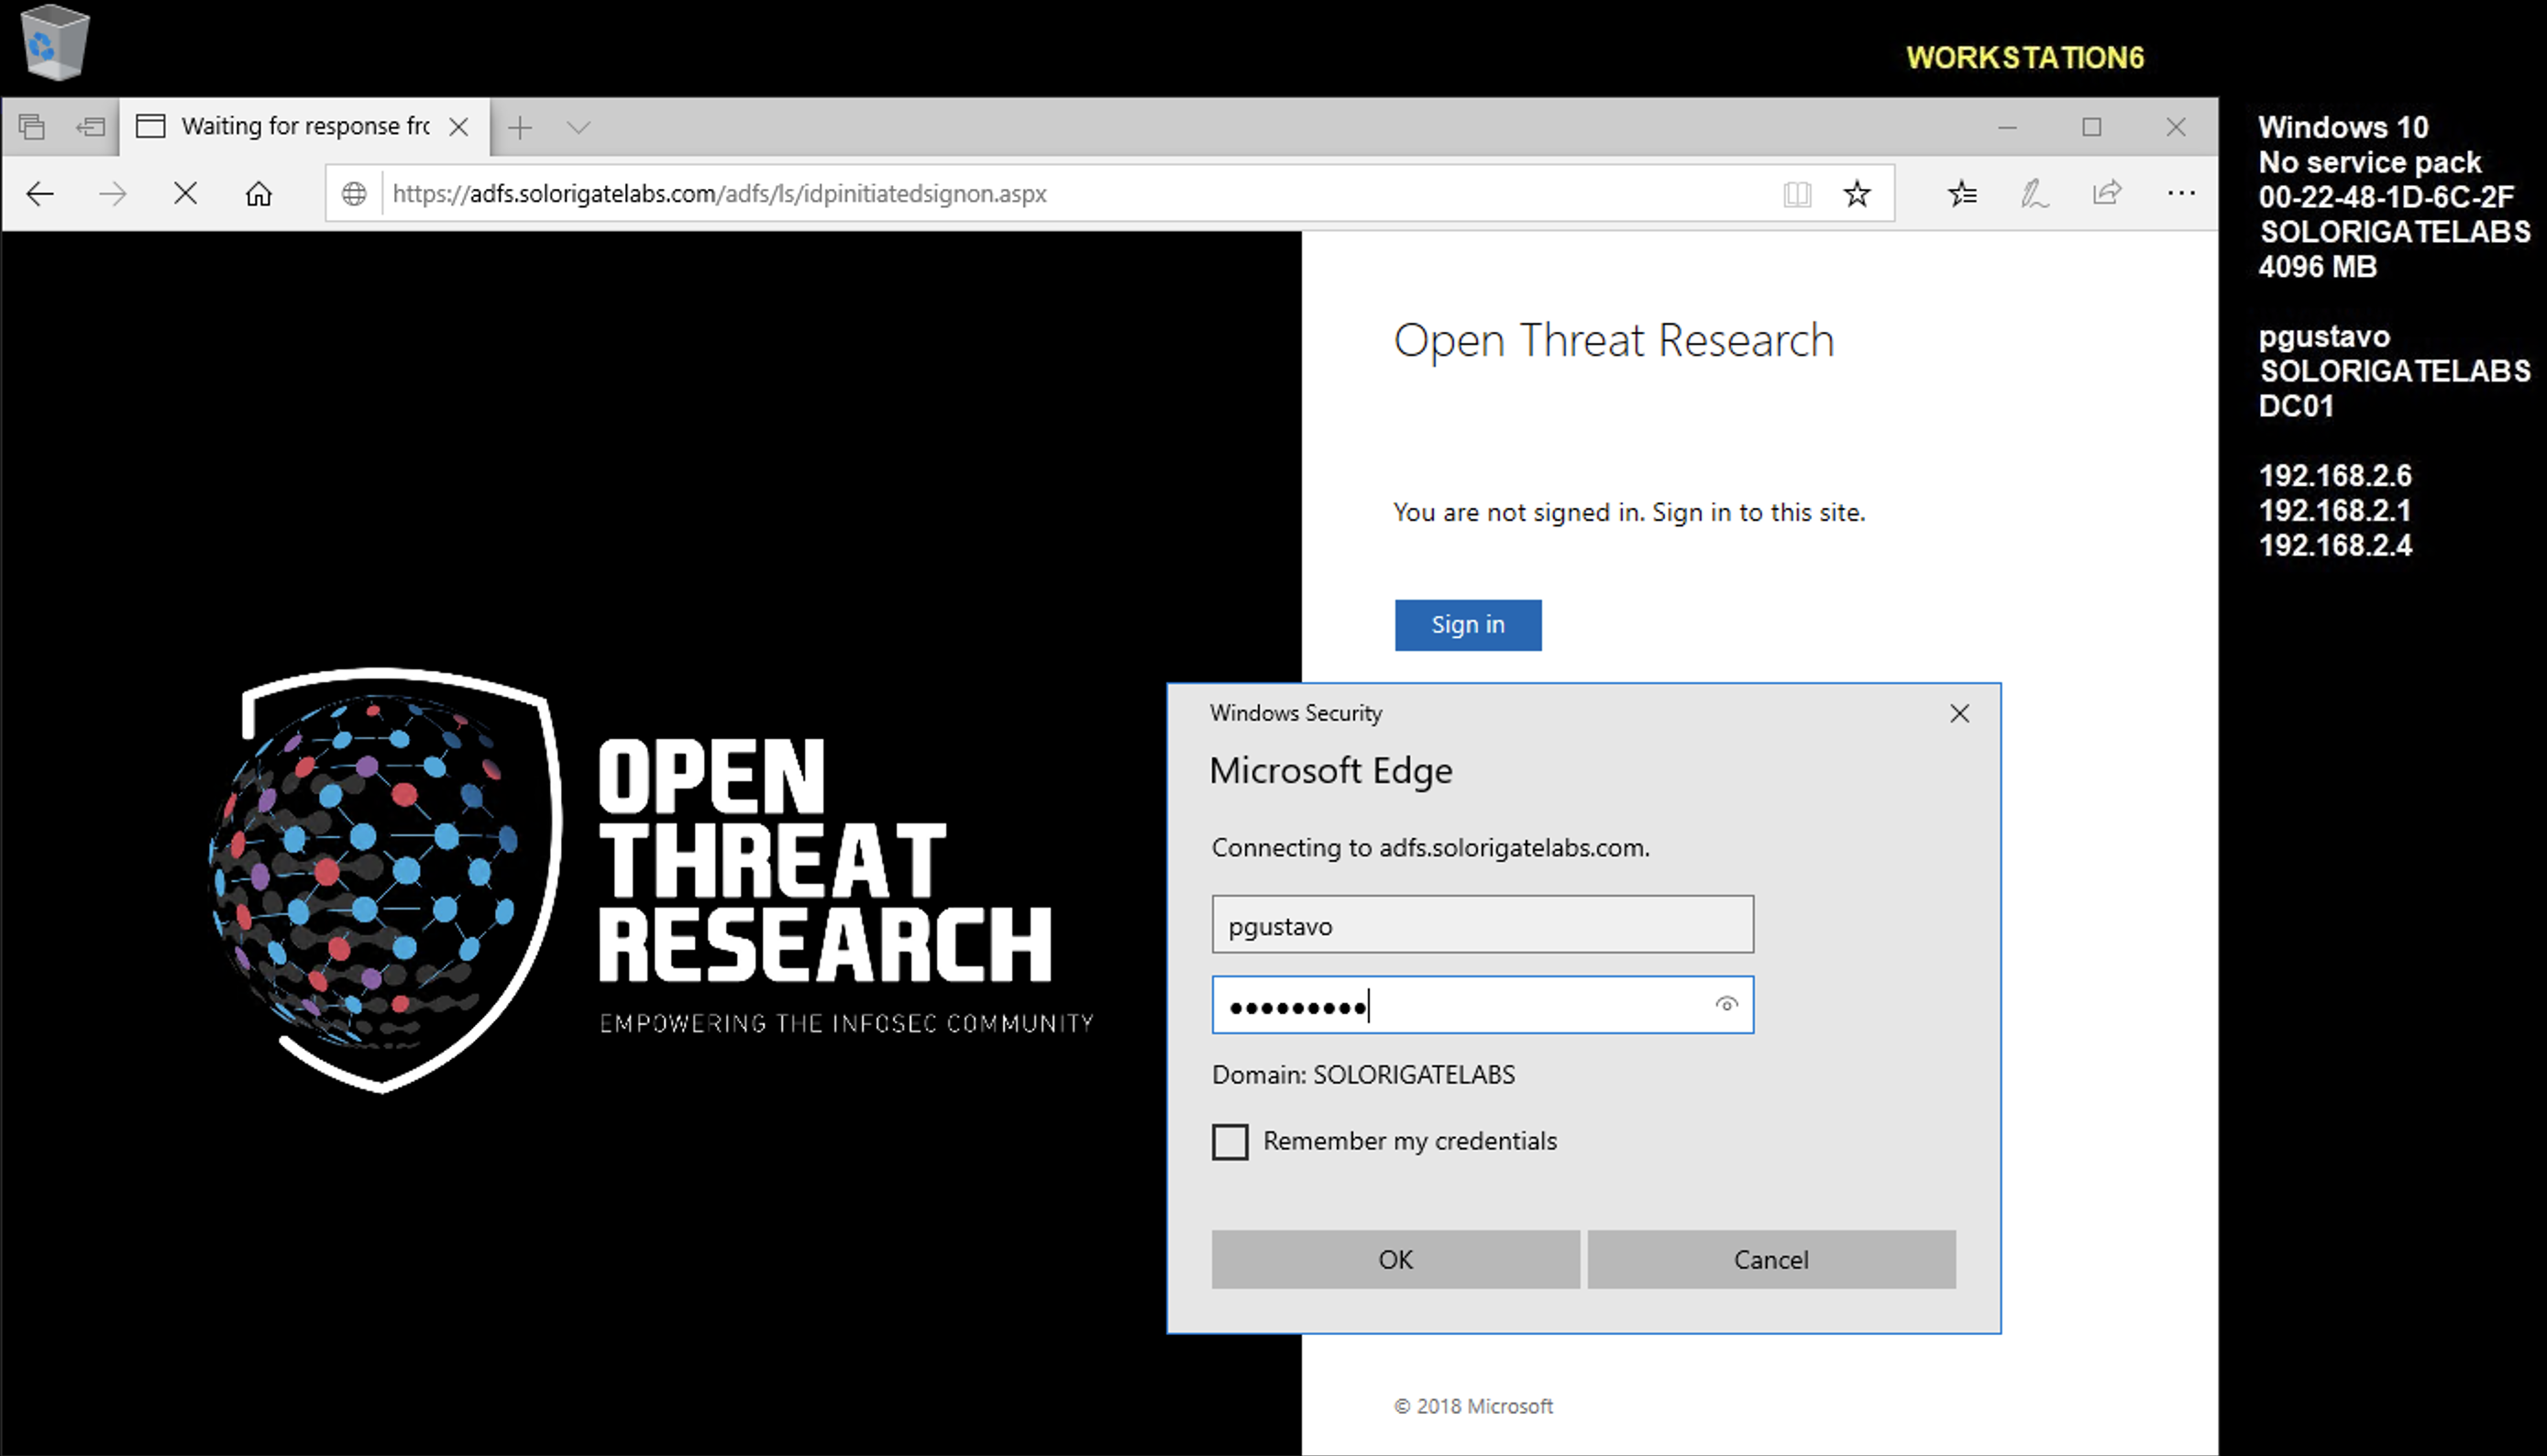 WORKSTATION6
Waiting for response frc
https://adfs.solorigatelabs.com/adfs/ls/idpinitiatedsignon.aspx
Windows 10
No service pack
00-22-48-1D-6C-2F
SOLORIGATELABS
4096 MB
pgustavo
SOLORIGATELABS
DC01
192.168.2.6
192.168.2.1
192.168.2.4
OPEN
THREAT
RESEARCH
EMPOWERING THE INFOSEC COMMUNITY
Open Threat Research
You are not signed in. Sign in to this site.
Sign in
Windows Security
Microsoft Edge
Connecting to adfs.solorigatelabs.com.
pgustavo
•••••••••
Domain: SOLORIGATELABS
Remember my credentials
OK
Cancel
© 2018 Microsoft